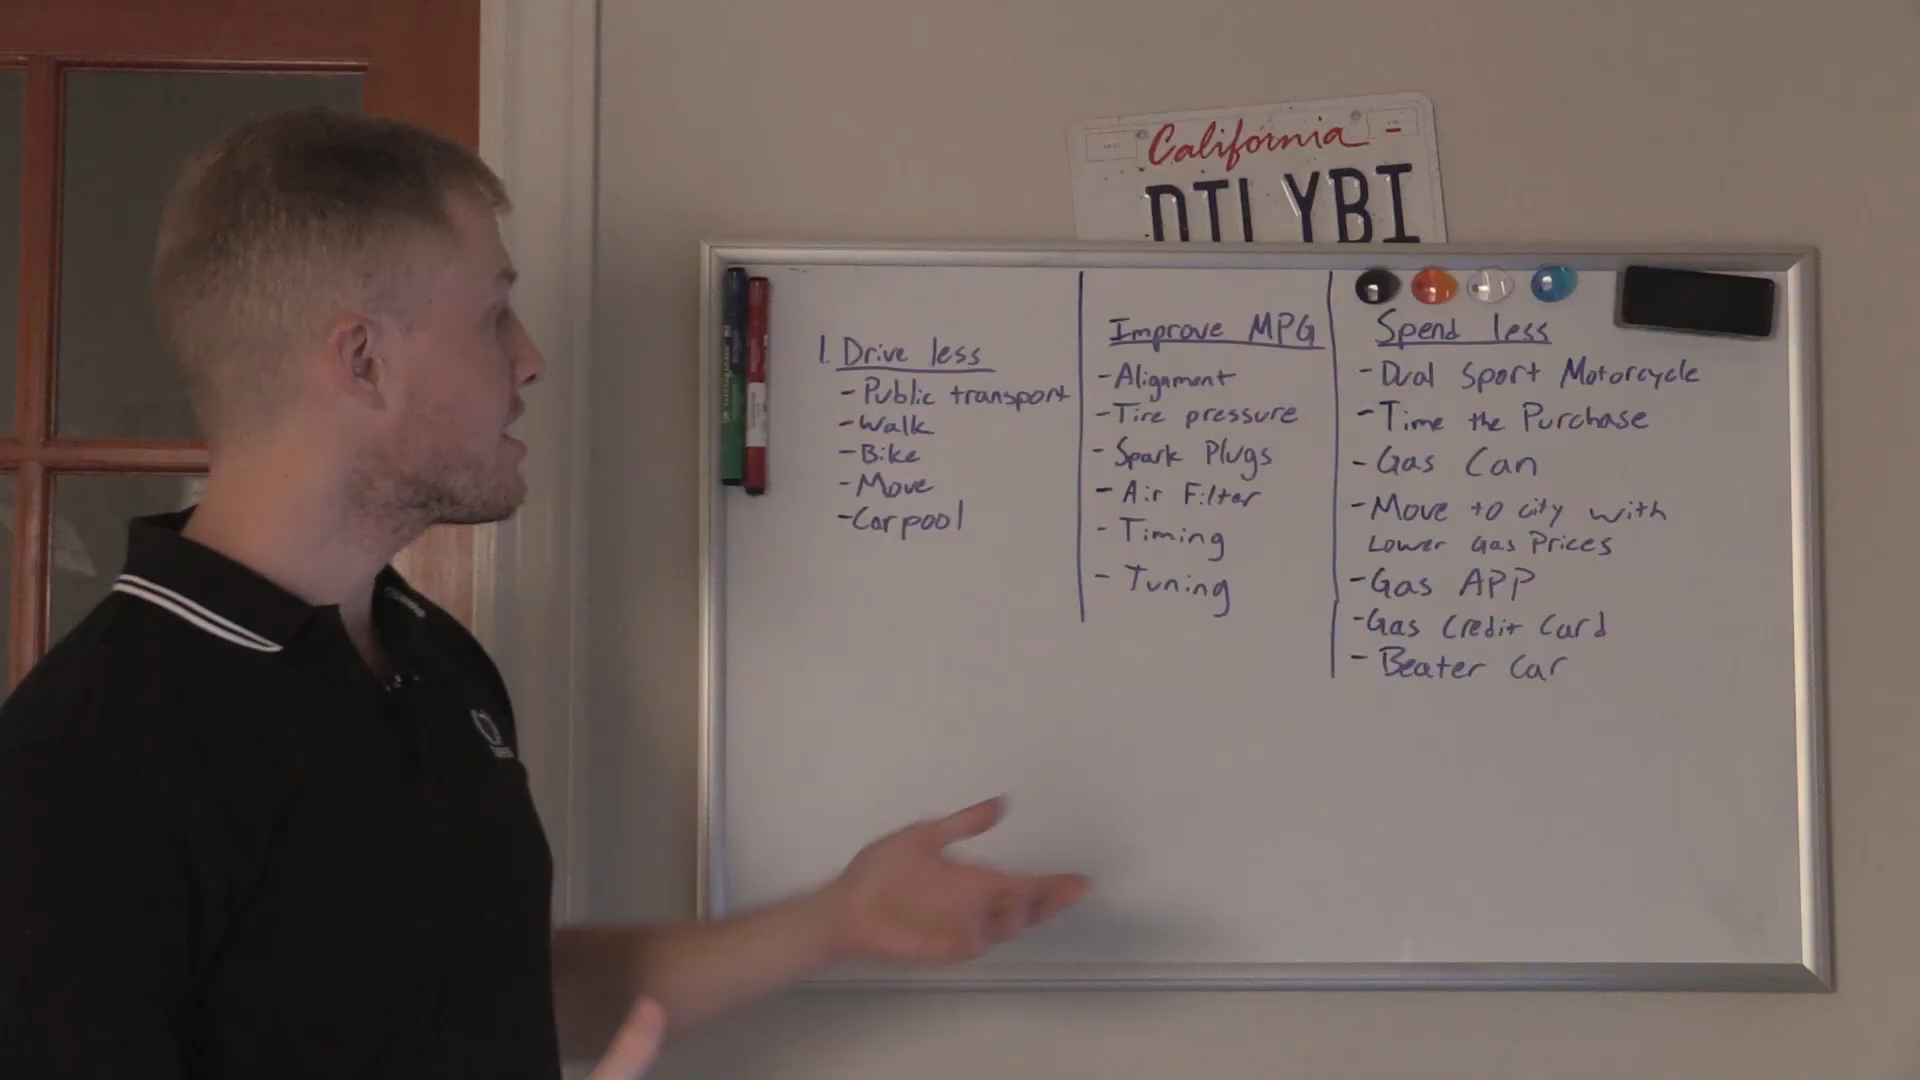 California
DTLYBI
1. Drive less
- Public transport
- Walk
- Bike
- Move
- Carpool
Improve MPG
- Alignment
- Tire pressure
- Spark Plugs
- Air Filter
- Timing
- Tuning
Spend less
- Dual Sport Motorcycle
- Time the Purchase
- Gas Can
- Move to city with
Lower Gas Prices
- Gas APP
- Gas Credit Card
- Beater Car